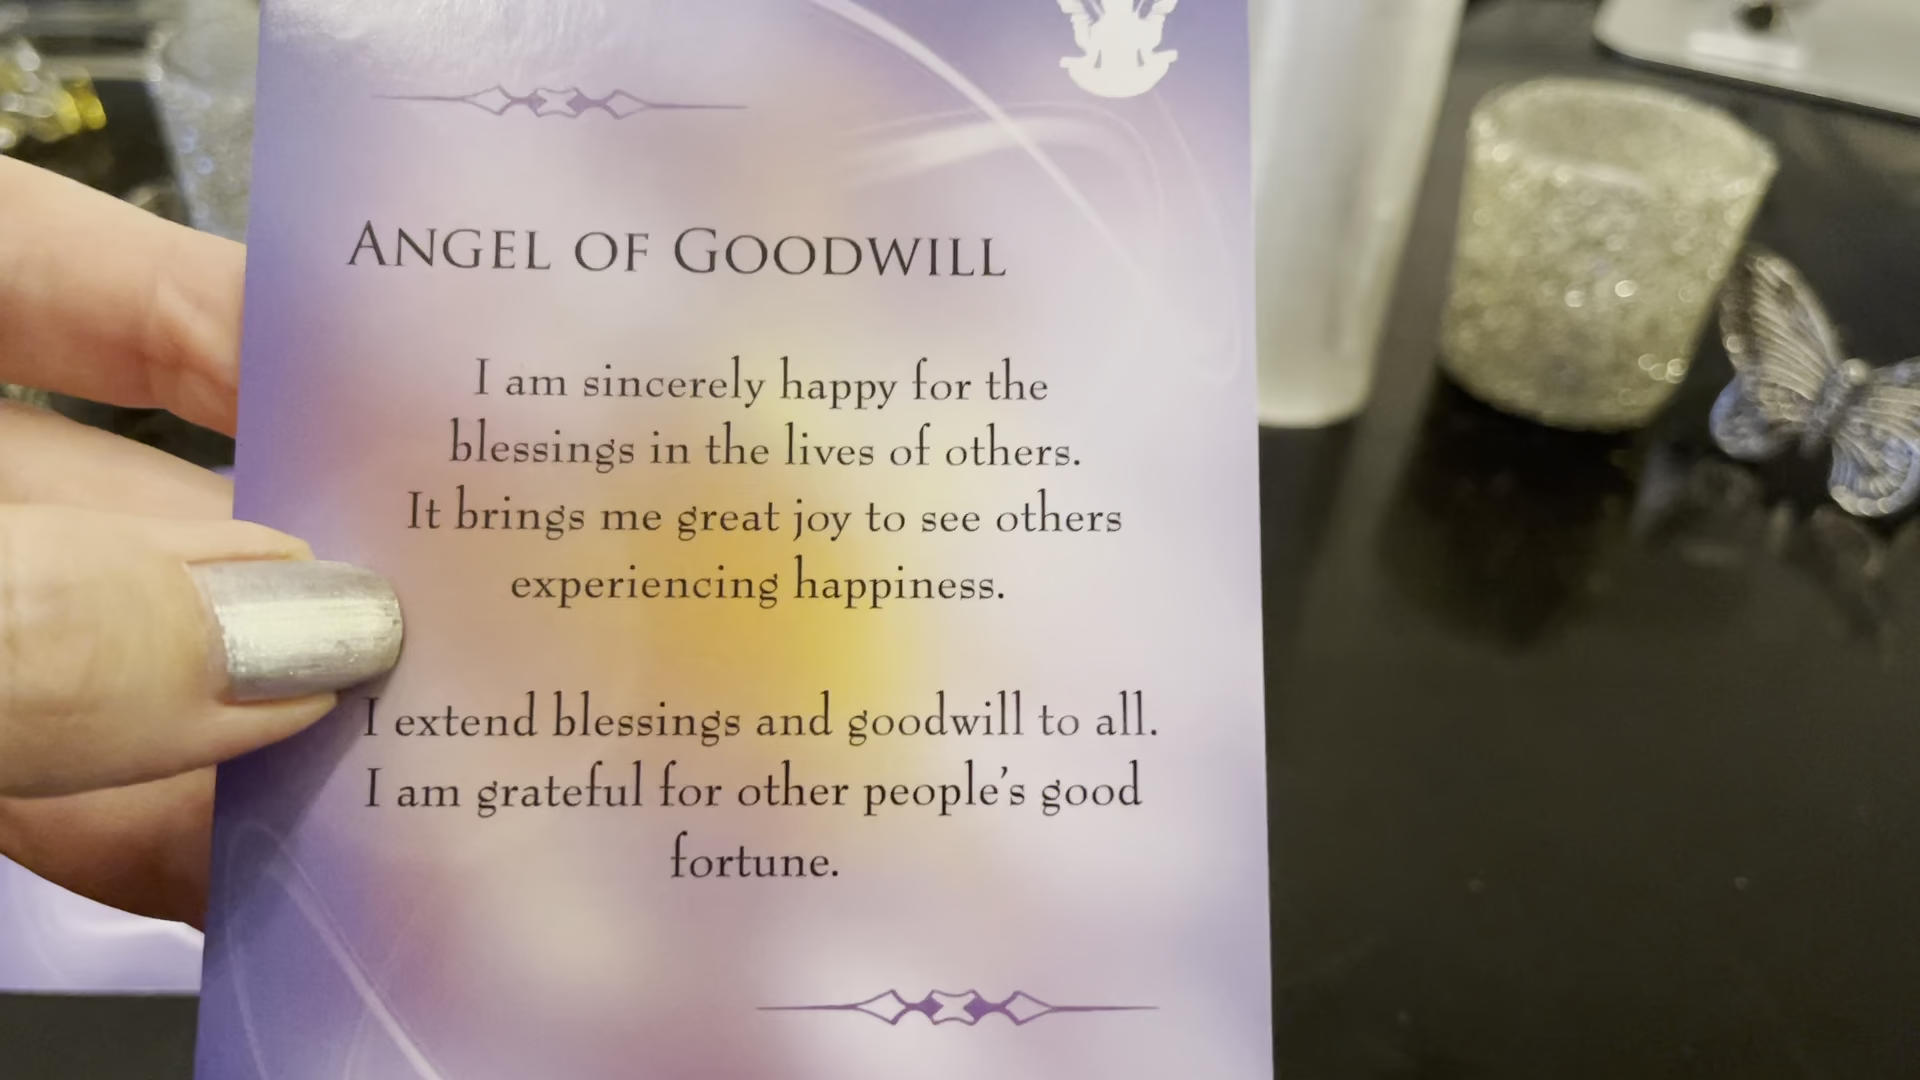 ANGEL OF GOODWILL
I am sincerely happy for the
blessings in the lives of others.
It brings me great joy to see others
experiencing happiness.
I extend blessings and goodwill to all.
I am grateful for other people's good
fortune.